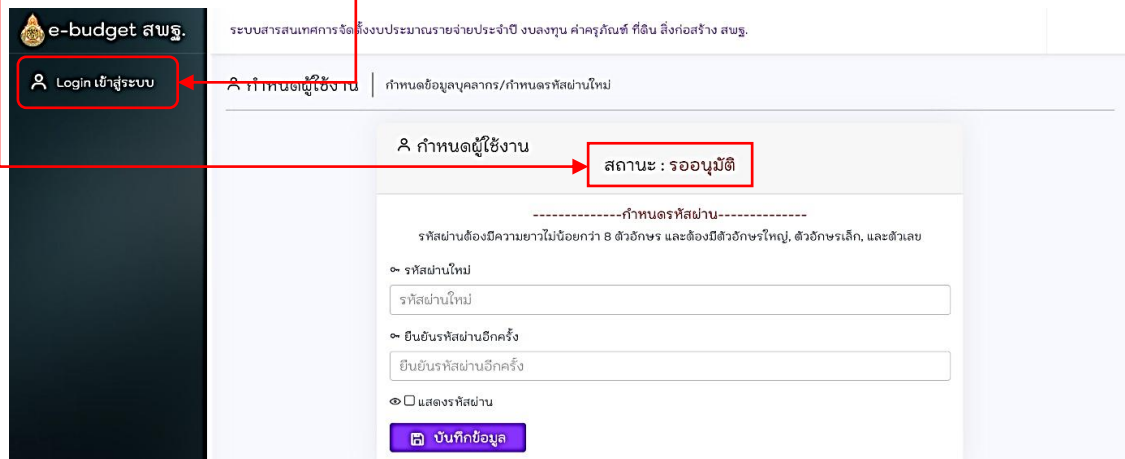 e-budget สพฐ.
ระบบสารสนเทศการจัดตั้งงบประมาณรายจ่ายประจำปี งบลงทุน ค่าครุภัณฑ์ ที่ดิน สิ่งก่อสร้าง สพฐ.
Login เข้าสู่ระบบ
กำหนดผู้ใช้งาน กำหนดข้อมูลบุคลากร/กำหนดรหัสผ่านใหม่
กำหนดผู้ใช้งาน
สถานะ : รออนุมัติ
--------------กำหนดรหัสผ่าน--------------
รหัสผ่านต้องมีความยาวไม่น้อยกว่า 8 ตัวอักษร และต้องมีตัวอักษรใหญ่, ตัวอักษรเล็ก, และตัวเลข
รหัสผ่านใหม่
รหัสผ่านใหม่
ยืนยันรหัสผ่านอีกครั้ง
ยืนยันรหัสผ่านอีกครั้ง
แสดงรหัสผ่าน
บันทึกข้อมูล